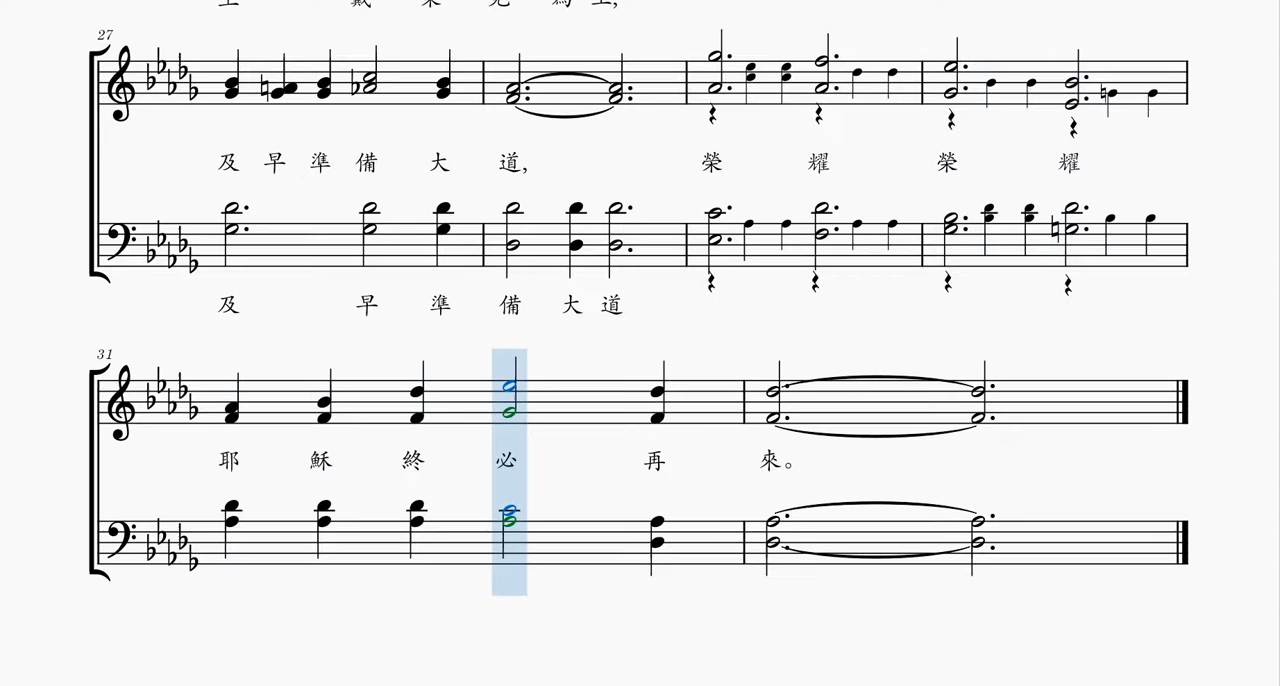 27
及 早 準 備 大 道, 榮 耀 榮 耀
及 早 準 備 大 道
31
耶 穌 終 必 再 來。